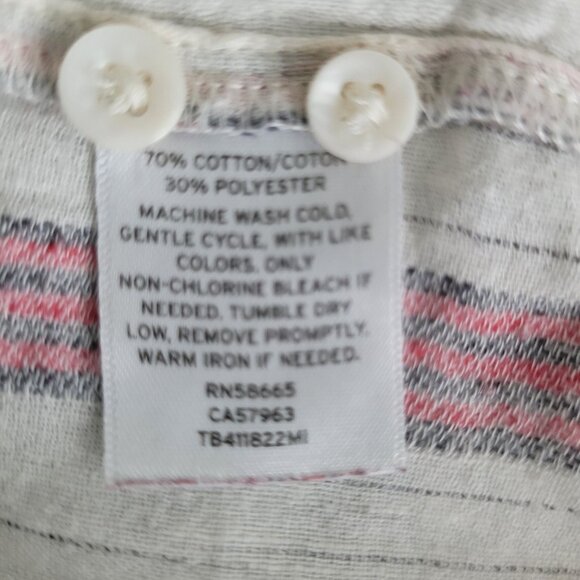 70% COTTON/COTON
30% POLYESTER
MACHINE WASH COLD,
GENTLE CYCLE, WITH LIKE
COLORS. ONLY
NON-CHLORINE BLEACH IF
NEEDED. TUMBLE DRY
LOW, REMOVE PROMPTLY.
WARM IRON IF NEEDED.
RN58665
CA57963
TB411822MI